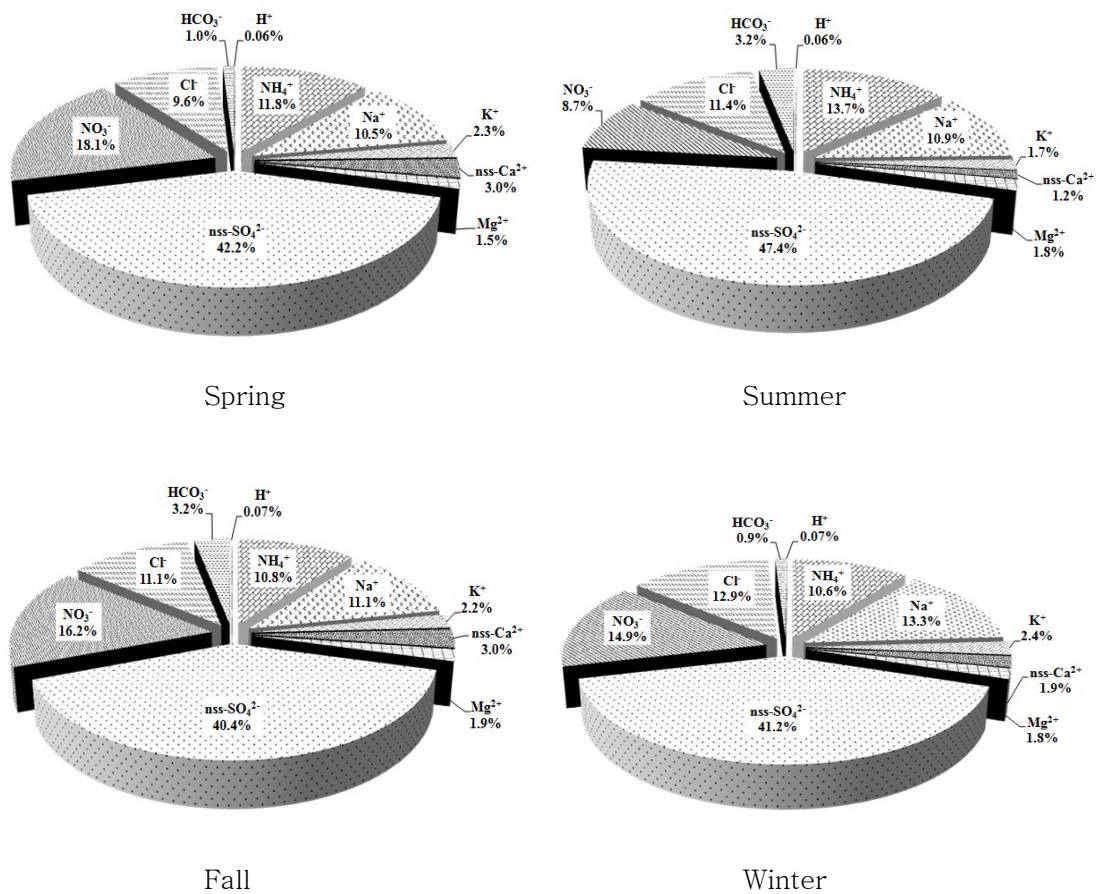 HCO₃⁻
1.0%
H⁺
0.06%
NH₄⁺
11.8%
Na⁺
10.5%
K⁺
2.3%
nss-Ca²⁺
3.0%
Mg²⁺
1.5%
nss-SO₄²⁻
42.2%
NO₃⁻
18.1%
Cl⁻
9.6%
Spring
HCO₃⁻
3.2%
H⁺
0.06%
NH₄⁺
13.7%
Na⁺
10.9%
K⁺
1.7%
nss-Ca²⁺
1.2%
Mg²⁺
1.8%
nss-SO₄²⁻
47.4%
NO₃⁻
8.7%
Cl⁻
11.4%
Summer
HCO₃⁻
3.2%
H⁺
0.07%
NH₄⁺
10.8%
Na⁺
11.1%
K⁺
2.2%
nss-Ca²⁺
3.0%
Mg²⁺
1.9%
nss-SO₄²⁻
40.4%
NO₃⁻
16.2%
Cl⁻
11.1%
Fall
HCO₃⁻
0.9%
H⁺
0.07%
NH₄⁺
10.6%
Na⁺
13.3%
K⁺
2.4%
nss-Ca²⁺
1.9%
Mg²⁺
1.8%
nss-SO₄²⁻
41.2%
NO₃⁻
14.9%
Cl⁻
12.9%
Winter